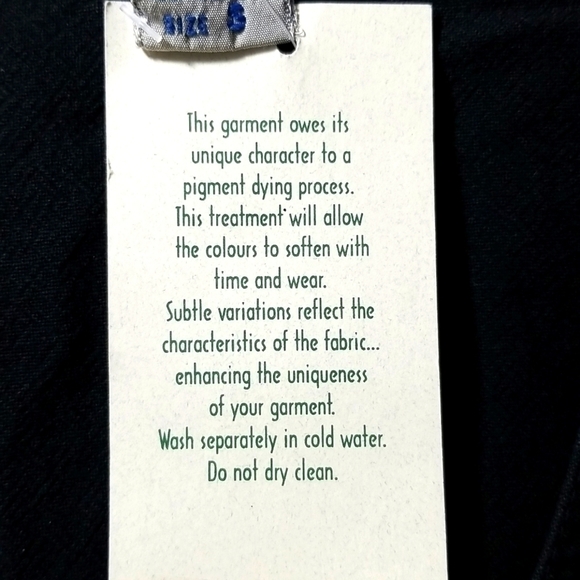 SIZE 6
This garment owes its
unique character to a
pigment dying process.
This treatment will allow
the colours to soften with
time and wear.
Subtle variations reflect the
characteristics of the fabric...
enhancing the uniqueness
of your garment.
Wash separately in cold water.
Do not dry clean.